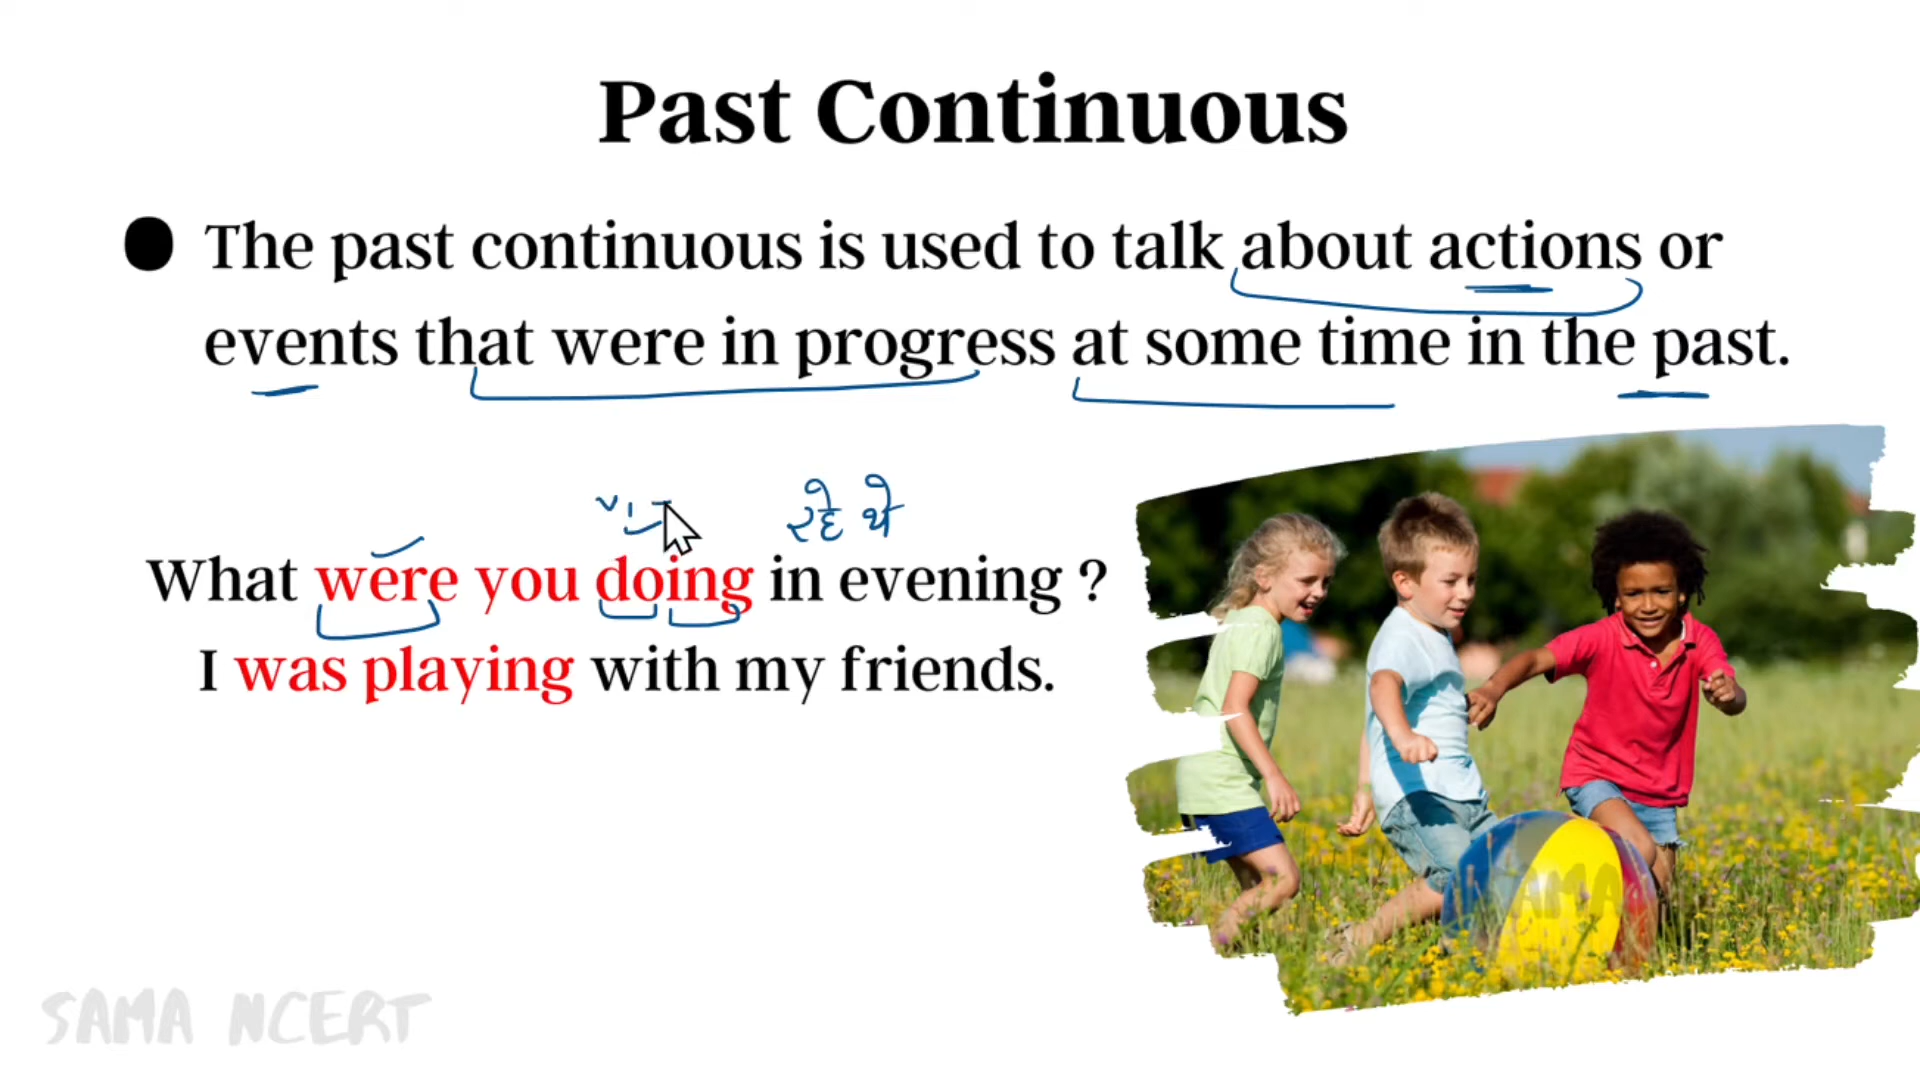 Past Continuous
The past continuous is used to talk about actions or
events that were in progress at some time in the past.
रहे थे
What were you doing in evening ?
I was playing with my friends.
SAMA NCERT